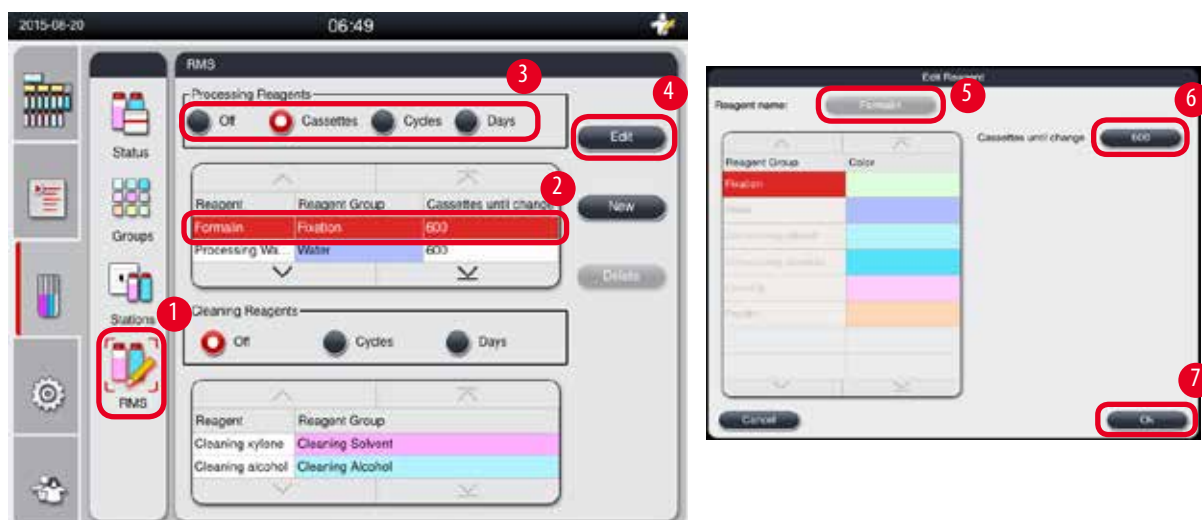 2015-08-20 06:49
RMS
Processing Reagents 3
4
Off Cassettes Cycles Days
Edit
Status
2
Reagent Reagent Group Cassettes until change
New
Formalin Fixation 600
Groups
Processing Wa... Water 600
Delete
Stations
1
Cleaning Reagents
Off Cycles Days
RMS
Reagent Reagent Group
Cleaning xylene Cleaning Solvent
Cleaning alcohol Cleaning Alcohol
Edit Reagent
Reagent name: Formalin 5
6
Cassettes until change 600
Reagent Group Color
Fixation
7
Cancel Ok